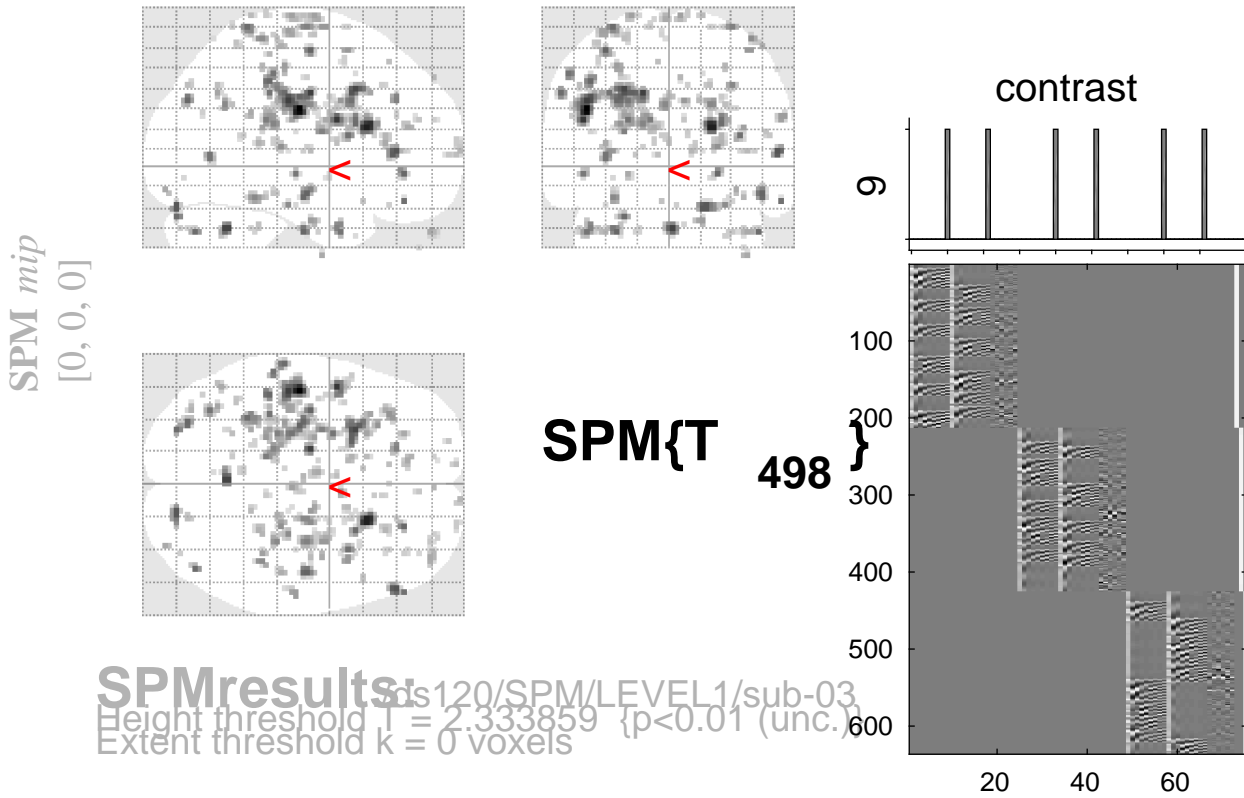 SPM mip
[0, 0, 0]
<
<
<
SPM{T 498}
SPMresults: /ds120/SPM/LEVEL1/sub-03
Height threshold T = 2.333859 {p<0.01 (unc.)}
Extent threshold k = 0 voxels
contrast
9
100
200
300
400
500
600
20 40 60